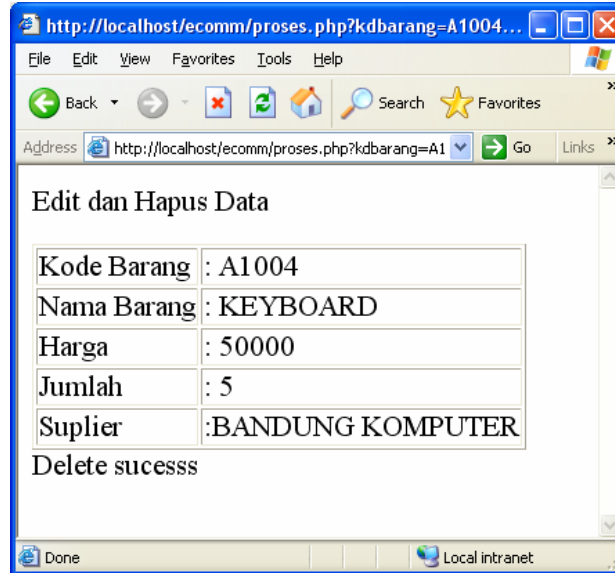 http://localhost/ecomm/proses.php?kdbarang=A1004...
File Edit View Favorites Tools Help
Back Search Favorites »
Address http://localhost/ecomm/proses.php?kdbarang=A1 Go Links »
Edit dan Hapus Data
Kode Barang : A1004
Nama Barang : KEYBOARD
Harga : 50000
Jumlah : 5
Suplier :BANDUNG KOMPUTER
Delete sucesss
Done Local intranet